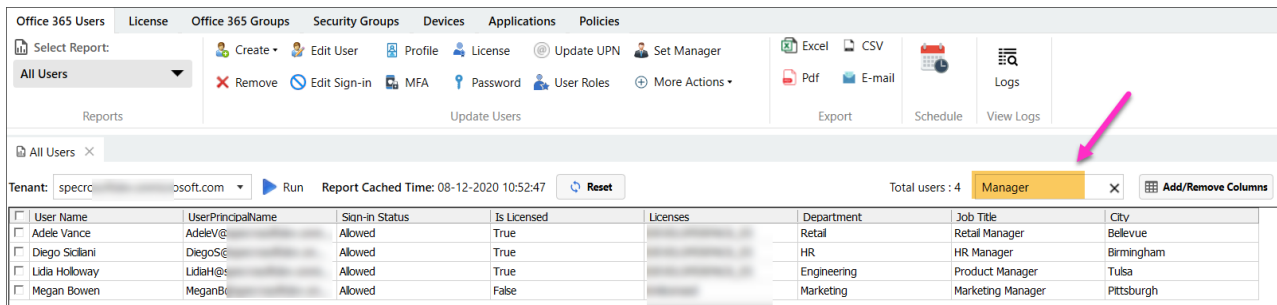 Office 365 Users License Office 365 Groups Security Groups Devices Applications Policies
Select Report:
All Users
Reports
Create Edit User Profile License Update UPN Set Manager
Remove Edit Sign-in MFA Password User Roles More Actions
Update Users
Excel CSV
Pdf E-mail
Export
Schedule
Logs
View Logs
All Users
Tenant: specro osoft.com Run Report Cached Time: 08-12-2020 10:52:47 Reset Total users : 4 Manager Add/Remove Columns
User Name UserPrincipalName Sign-in Status Is Licensed Licenses Department Job Title City
Adele Vance AdeleV@ Allowed True Retail Retail Manager Bellevue
Diego Siciliani DiegoS@ Allowed True HR HR Manager Birmingham
Lidia Holloway LidiaH@ Allowed True Engineering Product Manager Tulsa
Megan Bowen MeganB Allowed False Marketing Marketing Manager Pittsburgh